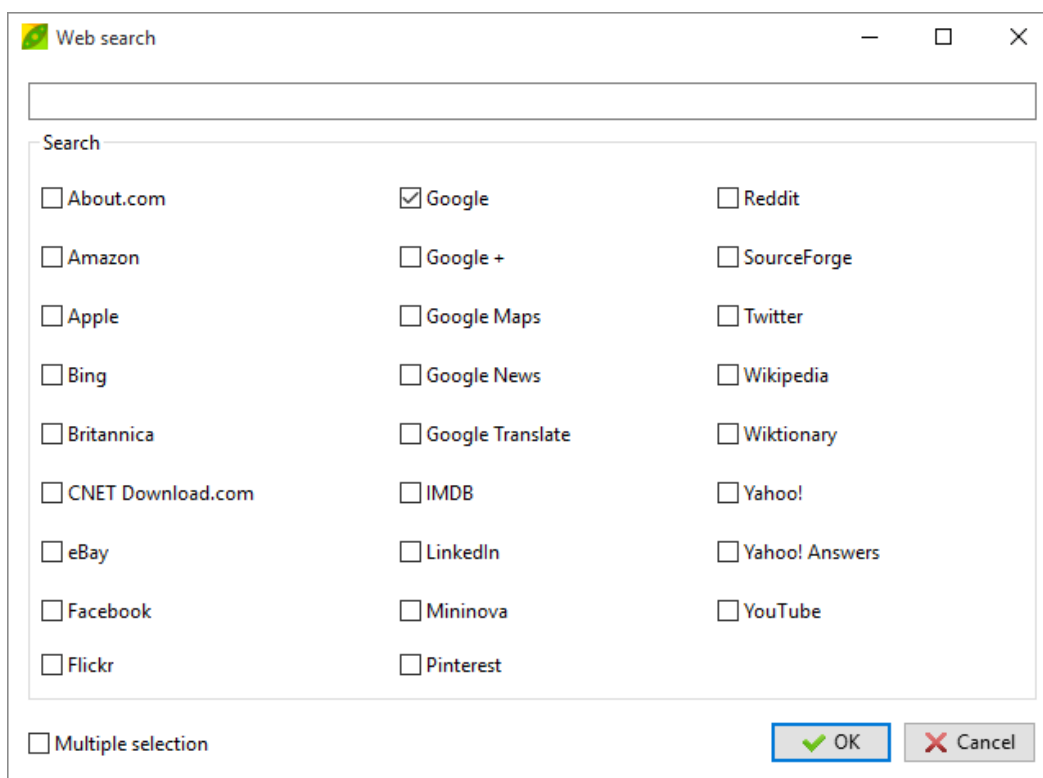 Web search
Search
About.com
Google
Reddit
Amazon
Google +
SourceForge
Apple
Google Maps
Twitter
Bing
Google News
Wikipedia
Britannica
Google Translate
Wiktionary
CNET Download.com
IMDB
Yahoo!
eBay
LinkedIn
Yahoo! Answers
Facebook
Mininova
YouTube
Flickr
Pinterest
Multiple selection
OK
Cancel